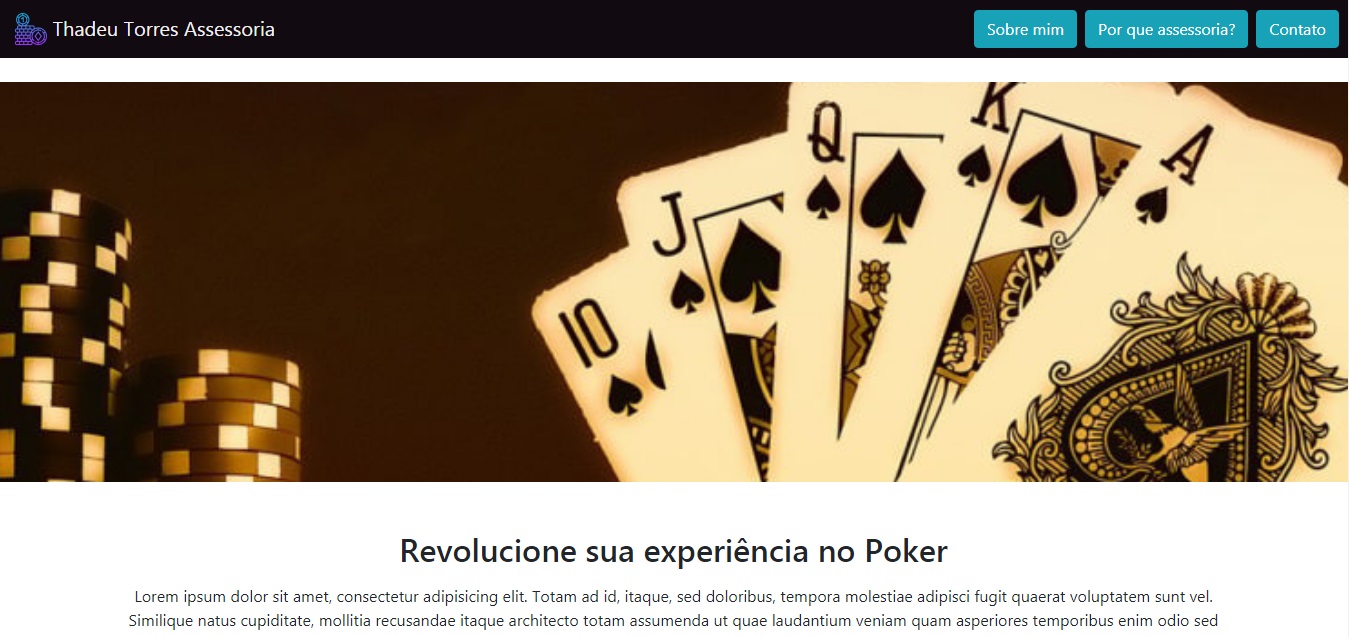 Thadeu Torres Assessoria
Sobre mim
Por que assessoria?
Contato
10
J
Q
K
A
Revolucione sua experiência no Poker
Lorem ipsum dolor sit amet, consectetur adipisicing elit. Totam ad id, itaque, sed doloribus, tempora molestiae adipisci fugit quaerat voluptatem sunt vel.
Similique natus cupiditate, mollitia recusandae itaque architecto totam assumenda ut quae laudantium veniam quam asperiores temporibus enim odio sed